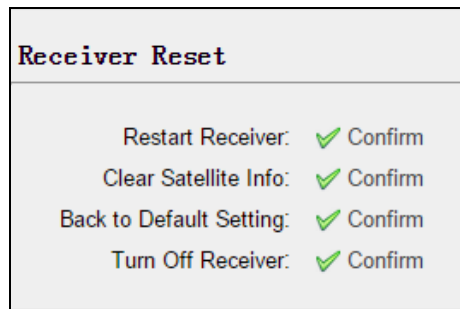 Receiver Reset
Restart Receiver: Confirm
Clear Satellite Info: Confirm
Back to Default Setting: Confirm
Turn Off Receiver: Confirm